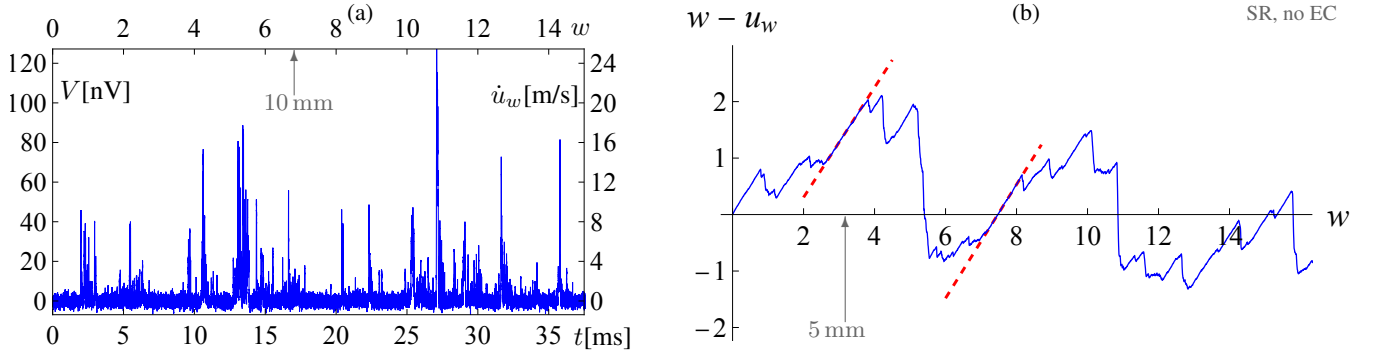 (a)
0 2 4 6 8 10 12 14 w
V[nV]
u̇_w[m/s]
10 mm
120
100
80
60
40
20
0
24
20
16
12
8
4
0
0 5 10 15 20 25 30 35 t[ms]
w − u_w
(b)
SR, no EC
2
1
−1
−2
2 4 6 8 10 12 14 w
5 mm